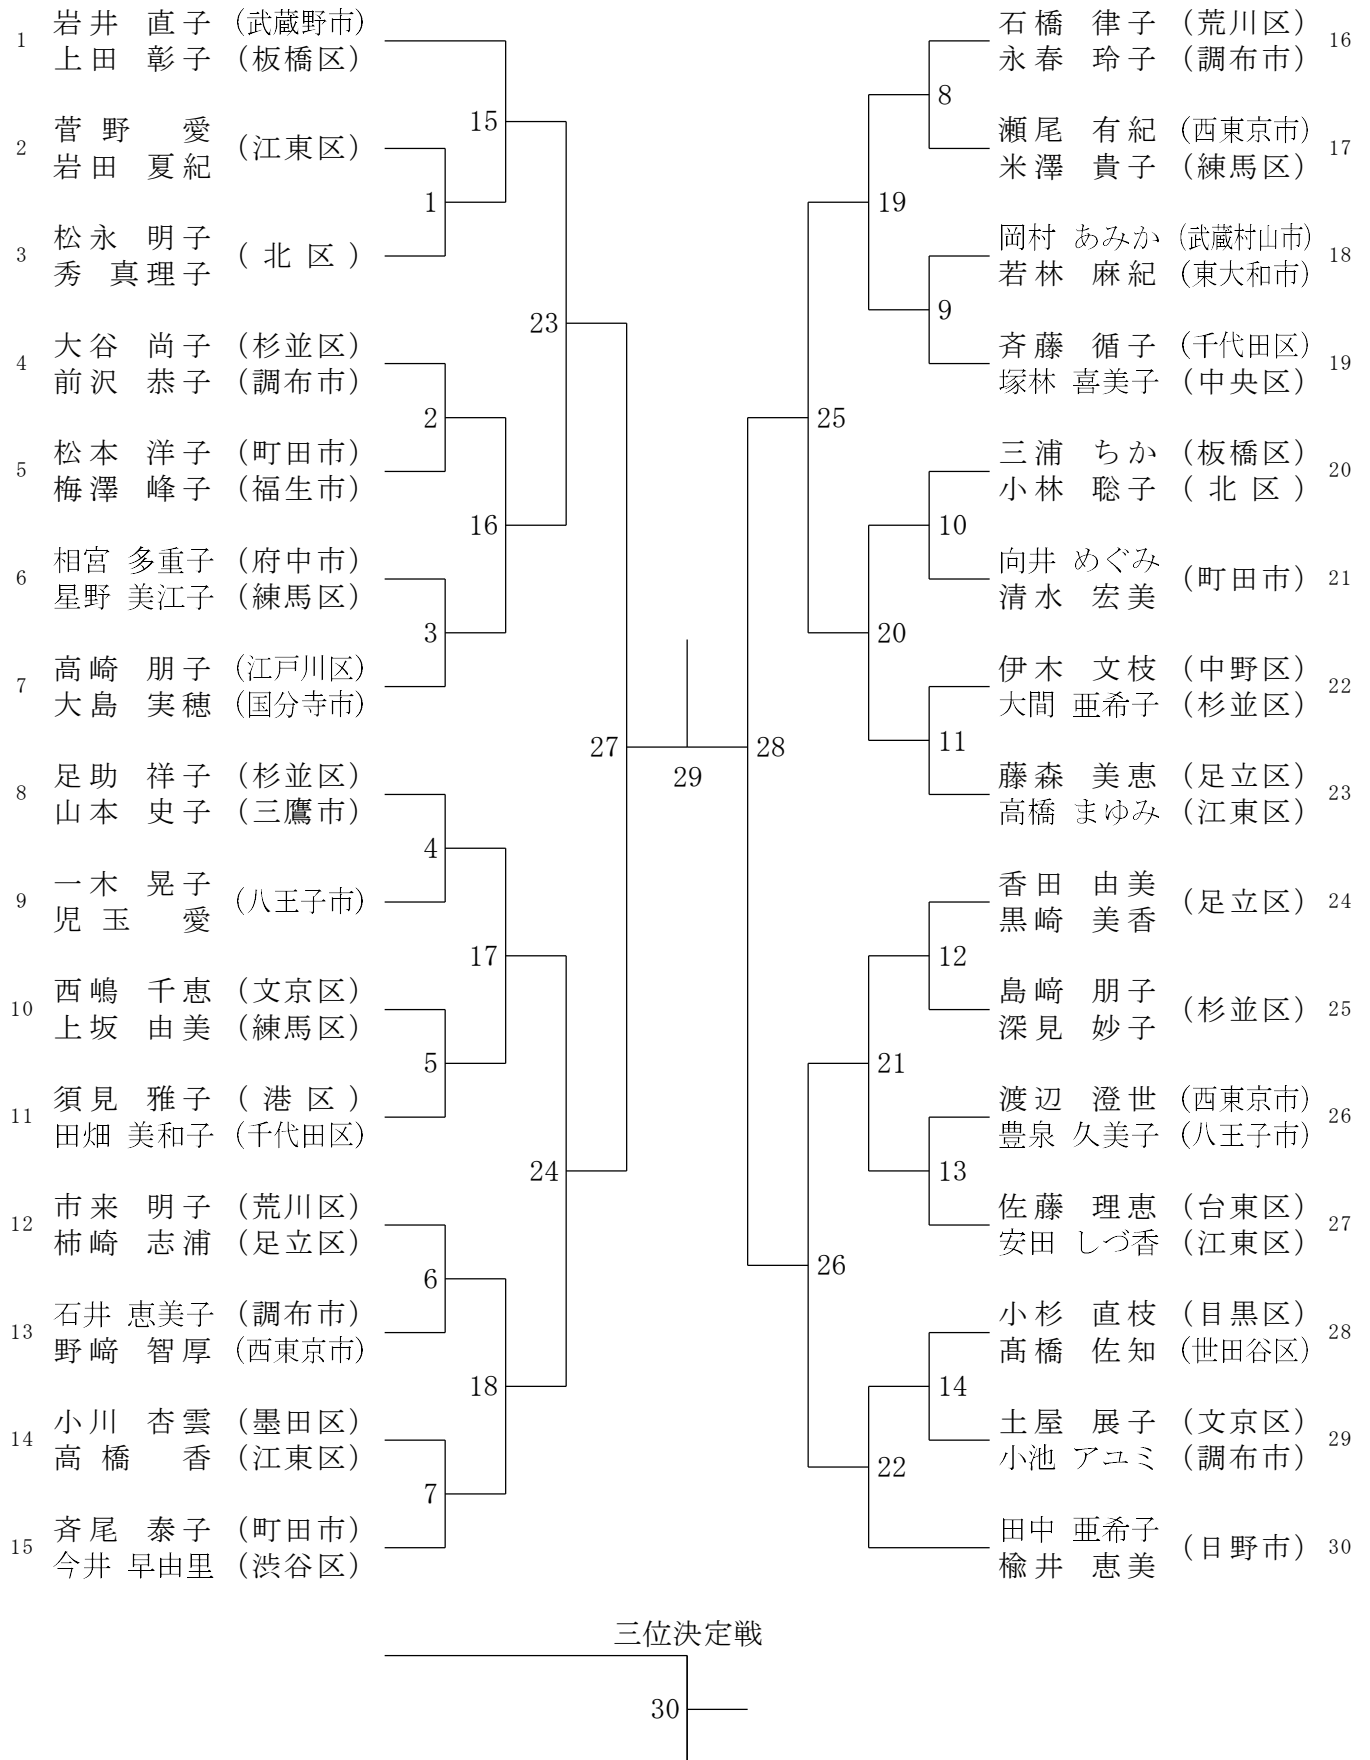 1 岩井 直子 (武蔵野市)
上田 彰子 (板橋区)
2 菅野 愛 (江東区)
岩田 夏紀
3 松永 明子 (北区)
秀 真理子
4 大谷 尚子 (杉並区)
前沢 恭子 (調布市)
5 松本 洋子 (町田市)
梅澤 峰子 (福生市)
6 相宮 多重子 (府中市)
星野 美江子 (練馬区)
7 高崎 朋子 (江戸川区)
大島 実穂 (国分寺市)
8 足助 祥子 (杉並区)
山本 史子 (三鷹市)
9 一木 晃子 (八王子市)
児玉 愛
10 西嶋 千恵 (文京区)
上坂 由美 (練馬区)
11 須見 雅子 (港区)
田畑 美和子 (千代田区)
12 市来 明子 (荒川区)
柿崎 志浦 (足立区)
13 石井 恵美子 (調布市)
野﨑 智厚 (西東京市)
14 小川 杏雲 (墨田区)
高橋 香 (江東区)
15 斉尾 泰子 (町田市)
今井 早由里 (渋谷区)
1
2
3
4
5
6
7
15
16
17
18
23
24
27
29
28
25
26
19
20
21
22
8
9
10
11
12
13
14
石橋 律子 (荒川区) 16
永春 玲子 (調布市)
瀬尾 有紀 (西東京市) 17
米澤 貴子 (練馬区)
岡村 あみか (武蔵村山市) 18
若林 麻紀 (東大和市)
斉藤 循子 (千代田区) 19
塚林 喜美子 (中央区)
三浦 ちか (板橋区) 20
小林 聡子 (北区)
向井 めぐみ (町田市) 21
清水 宏美
伊木 文枝 (中野区) 22
大間 亜希子 (杉並区)
藤森 美恵 (足立区) 23
高橋 まゆみ (江東区)
香田 由美 (足立区) 24
黒崎 美香
島﨑 朋子 (杉並区) 25
深見 妙子
渡辺 澄世 (西東京市) 26
豊泉 久美子 (八王子市)
佐藤 理恵 (台東区) 27
安田 しづ香 (江東区)
小杉 直枝 (目黒区) 28
髙橋 佐知 (世田谷区)
土屋 展子 (文京区) 29
小池 アユミ (調布市)
田中 亜希子 (日野市) 30
楡井 恵美
三位決定戦
30